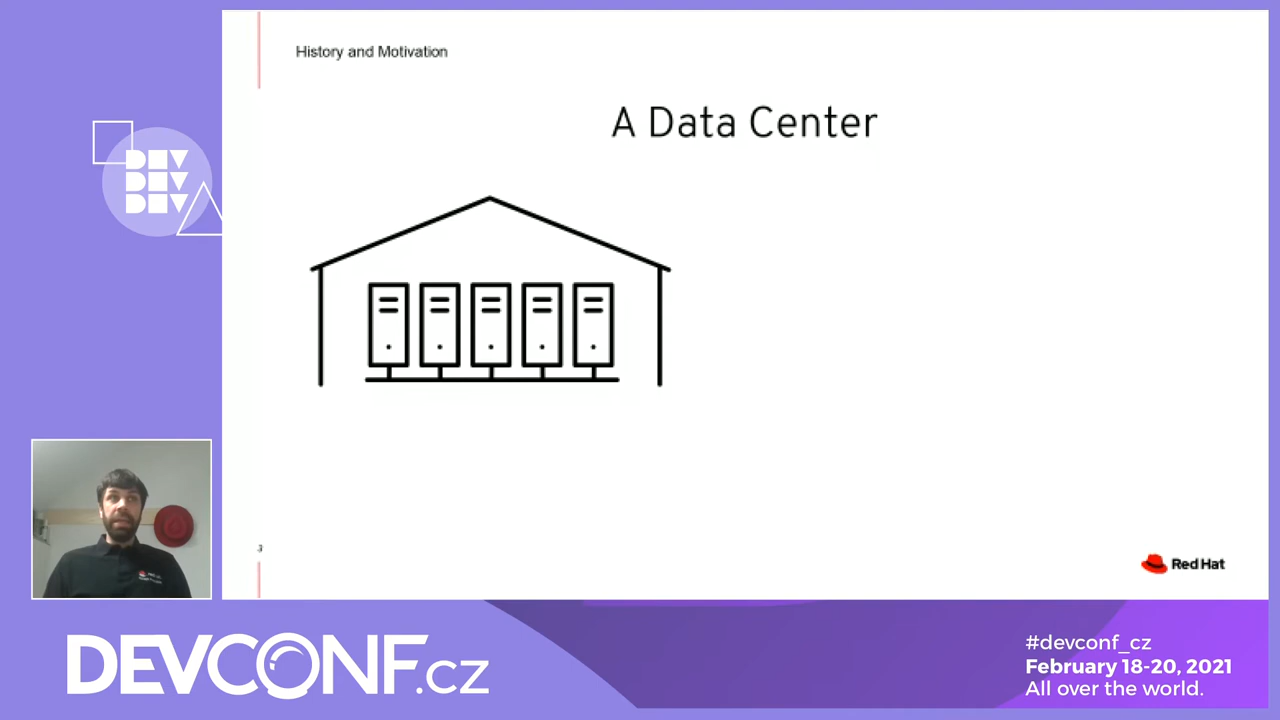 History and Motivation
A Data Center
DEV
DEV
DEV
3
Red Hat
DEVCONF.cz
#devconf_cz
February 18-20, 2021
All over the world.